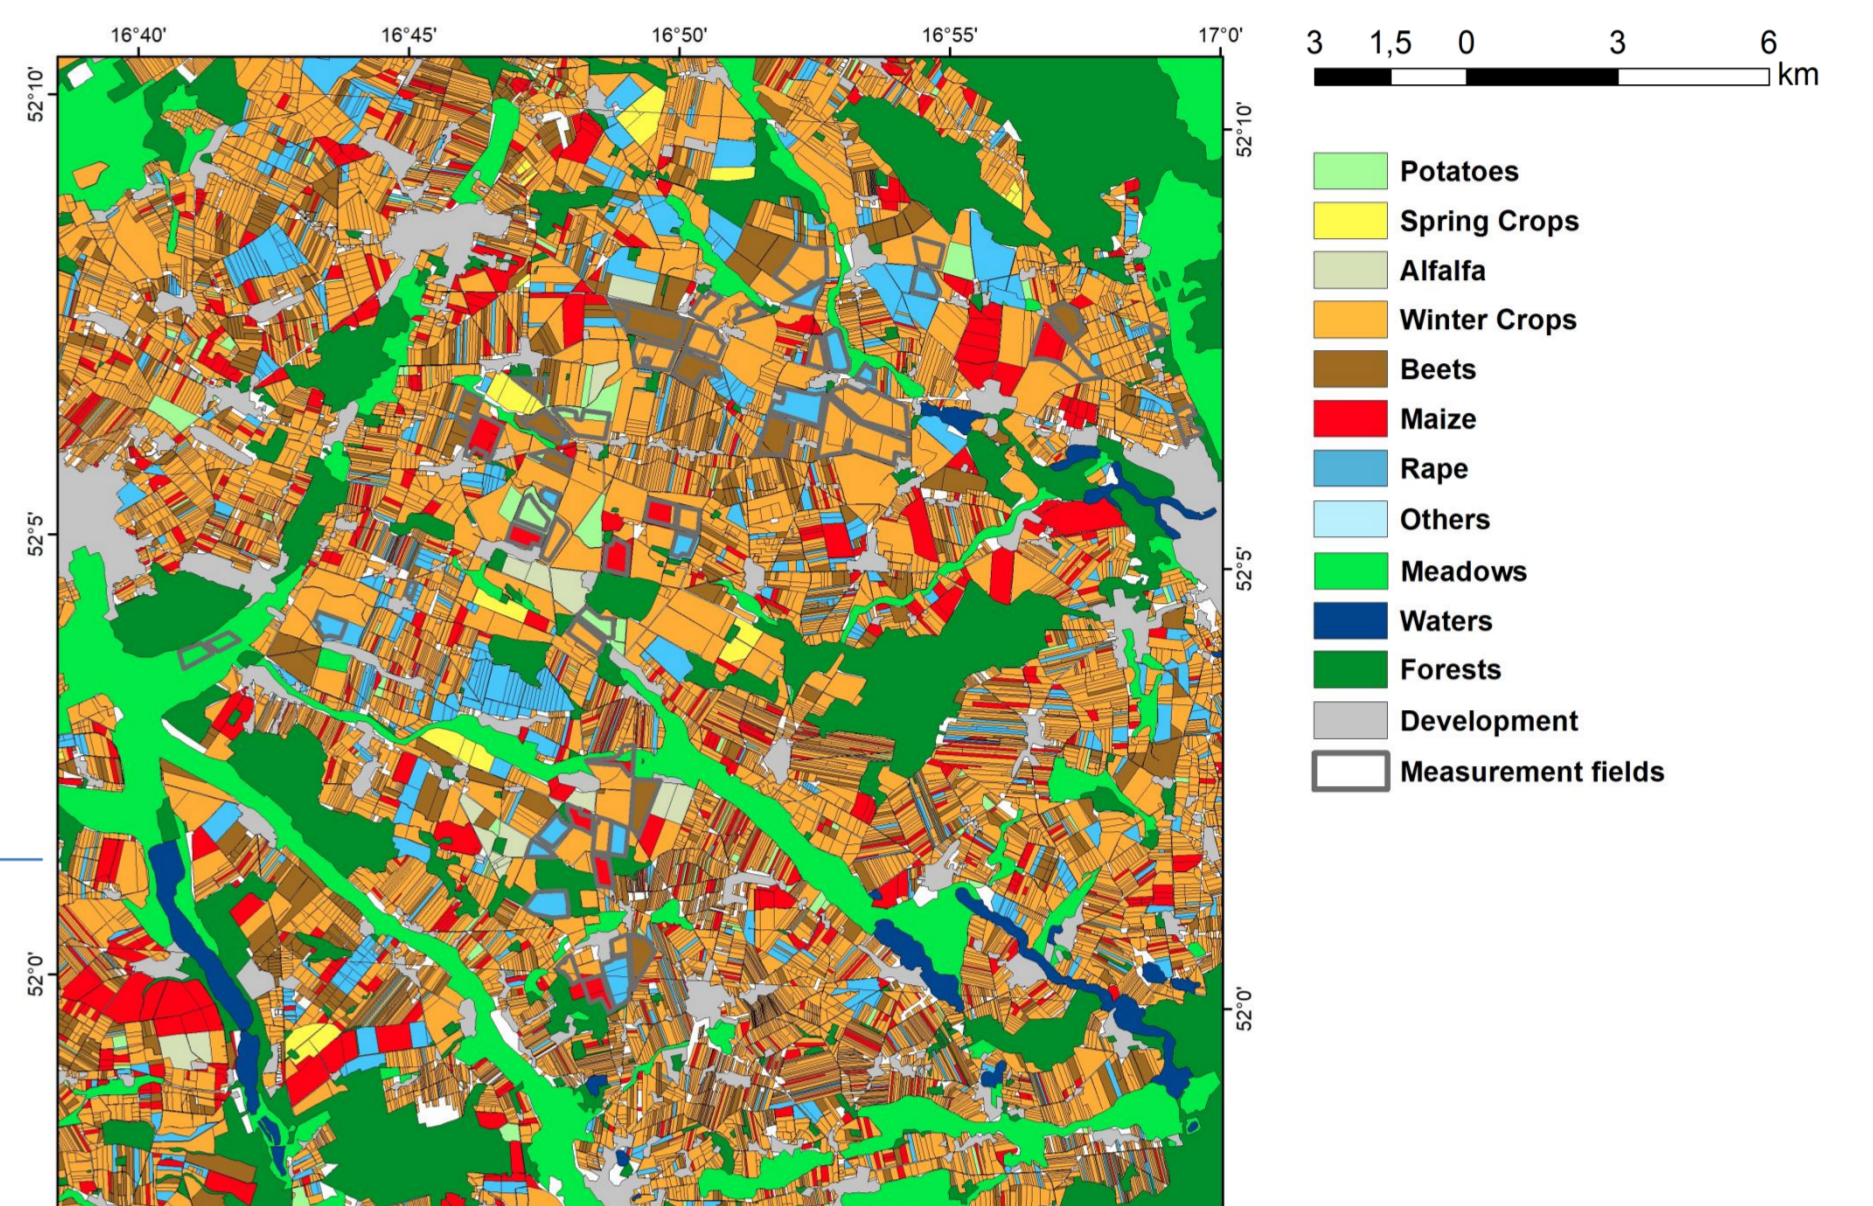 16°40' 16°45' 16°50' 16°55' 17°0'
3 1,5 0 3 6
km
52°10'
52°10'
Potatoes
Spring Crops
Alfalfa
Winter Crops
Beets
Maize
Rape
52°5'
Others
52°5'
Meadows
Waters
Forests
Development
Measurement fields
52°0'
52°0'